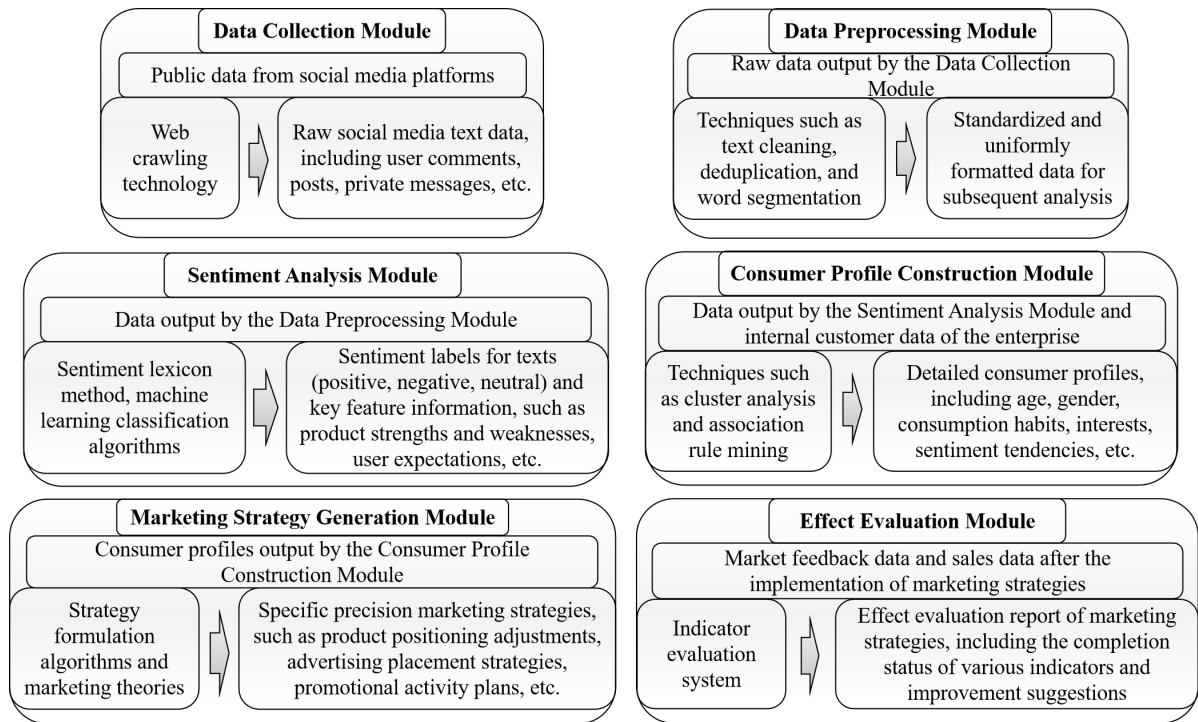 Data Collection Module
Public data from social media platforms
Web
crawling
technology
Raw social media text data,
including user comments,
posts, private messages, etc.
Data Preprocessing Module
Raw data output by the Data Collection
Module
Techniques such as
text cleaning,
deduplication, and
word segmentation
Standardized and
uniformly
formatted data for
subsequent analysis
Sentiment Analysis Module
Data output by the Data Preprocessing Module
Sentiment lexicon
method, machine
learning classification
algorithms
Sentiment labels for texts
(positive, negative, neutral) and
key feature information, such as
product strengths and weaknesses,
user expectations, etc.
Consumer Profile Construction Module
Data output by the Sentiment Analysis Module and
internal customer data of the enterprise
Techniques such
as cluster analysis
and association
rule mining
Detailed consumer profiles,
including age, gender,
consumption habits, interests,
sentiment tendencies, etc.
Marketing Strategy Generation Module
Consumer profiles output by the Consumer Profile
Construction Module
Strategy
formulation
algorithms and
marketing theories
Specific precision marketing strategies,
such as product positioning adjustments,
advertising placement strategies,
promotional activity plans, etc.
Effect Evaluation Module
Market feedback data and sales data after the
implementation of marketing strategies
Indicator
evaluation
system
Effect evaluation report of marketing
strategies, including the completion
status of various indicators and
improvement suggestions